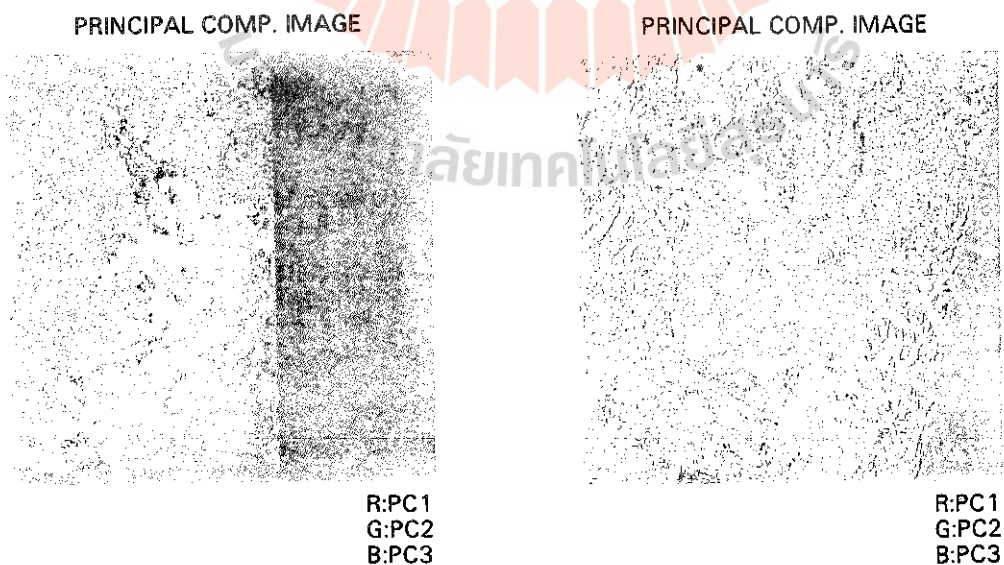 PRINCIPAL COMP. IMAGE
PRINCIPAL COMP. IMAGE
R:PC1
G:PC2
B:PC3
R:PC1
G:PC2
B:PC3